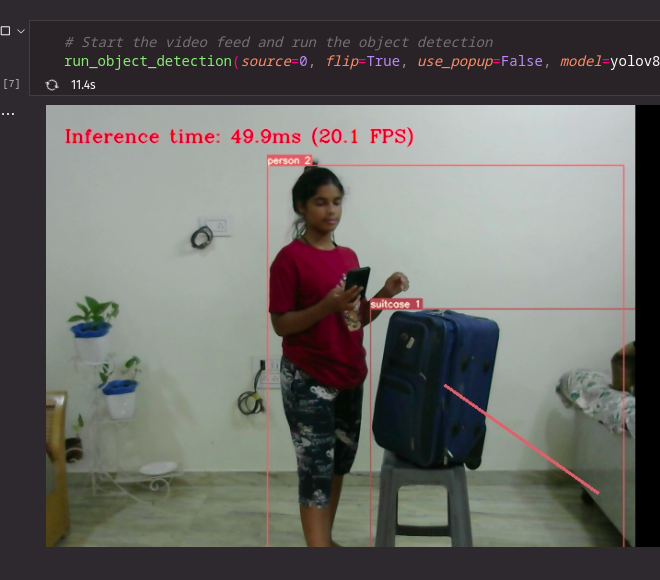 # Start the video feed and run the object detection
run_object_detection(source=0, flip=True, use_popup=False, model=yolov8
[7]
11.4s
...
Inference time: 49.9ms (20.1 FPS)
person 2
suitcase 1